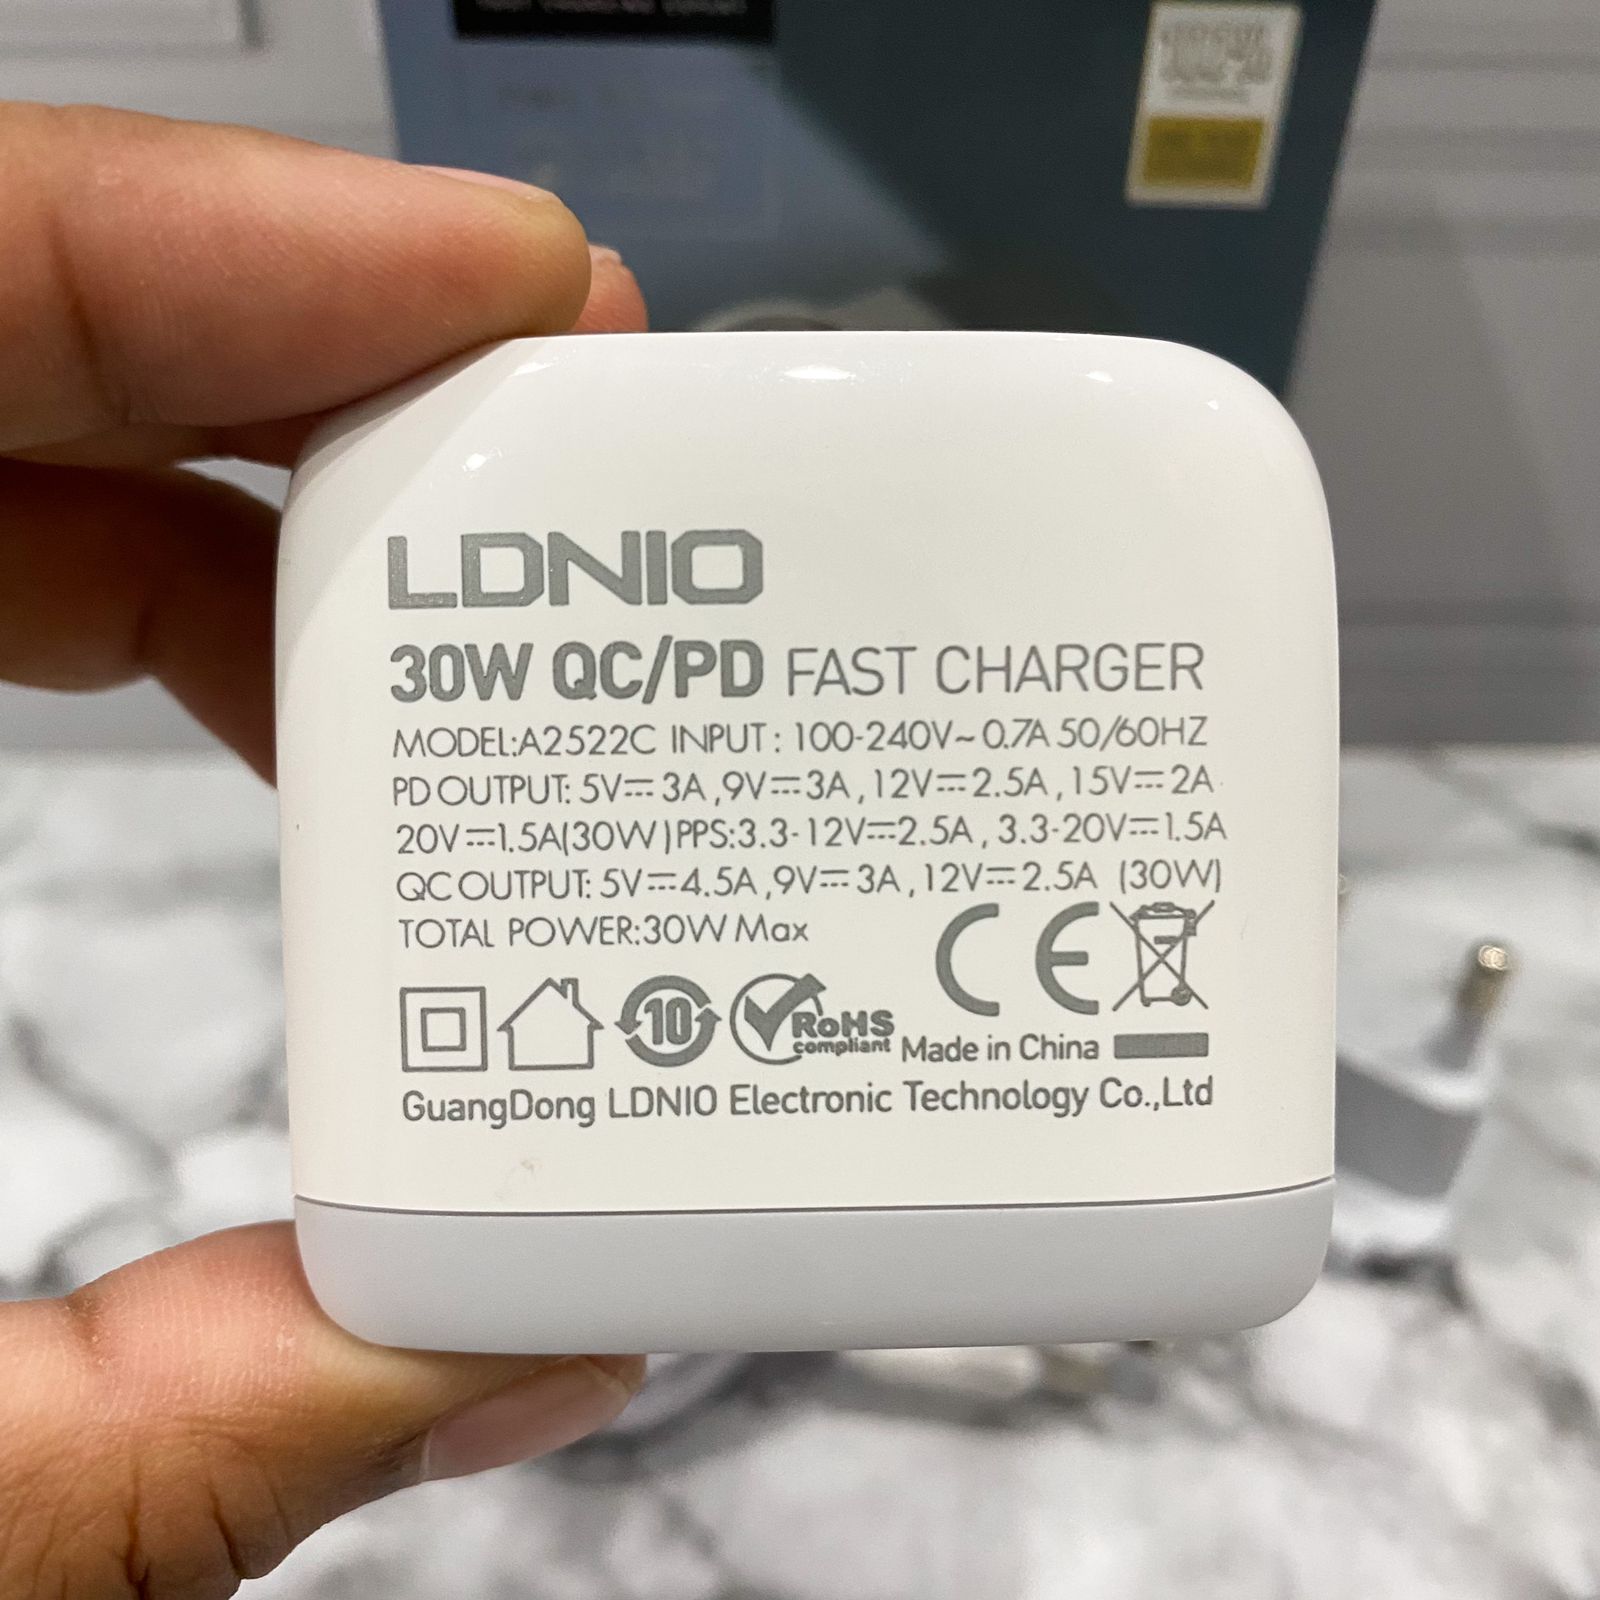 LDNIO
30W QC/PD FAST CHARGER
MODEL:A2522C INPUT: 100-240V~0.7A 50/60HZ
PD OUTPUT: 5V⎓3A,9V⎓3A,12V⎓2.5A,15V⎓2A
20V⎓1.5A(30W)PPS:3.3-12V⎓2.5A,3.3-20V⎓1.5A
QC OUTPUT: 5V⎓4.5A,9V⎓3A,12V⎓2.5A (30W)
TOTAL POWER:30W Max
CE
10
RoHS
compliant
Made in China
GuangDong LDNIO Electronic Technology Co.,Ltd